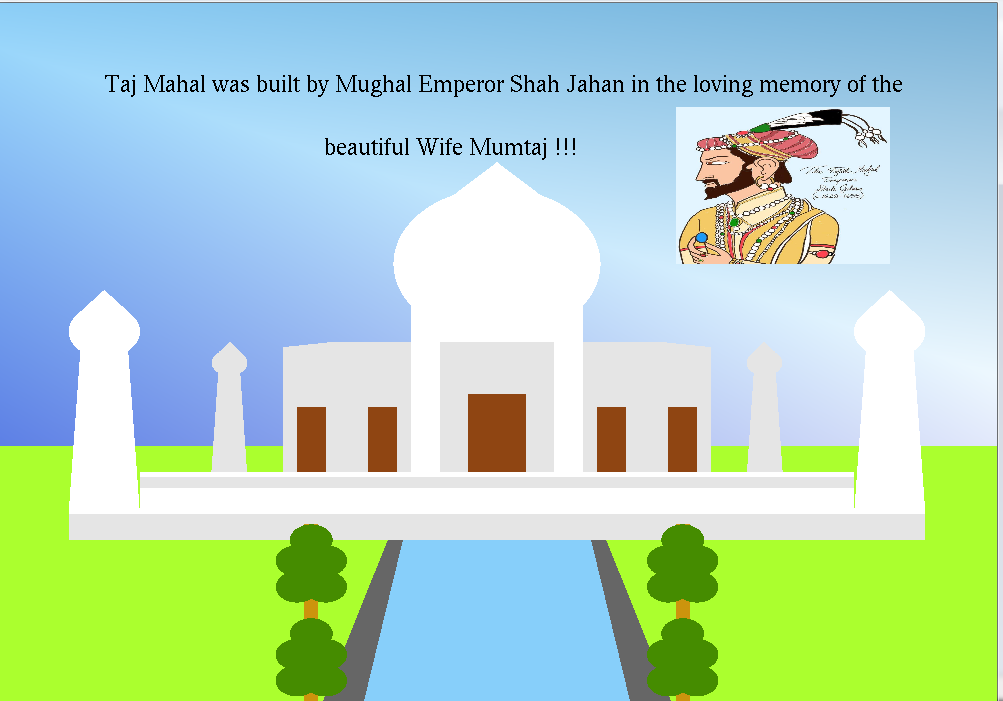 Taj Mahal was built by Mughal Emperor Shah Jahan in the loving memory of the
beautiful Wife Mumtaj !!!